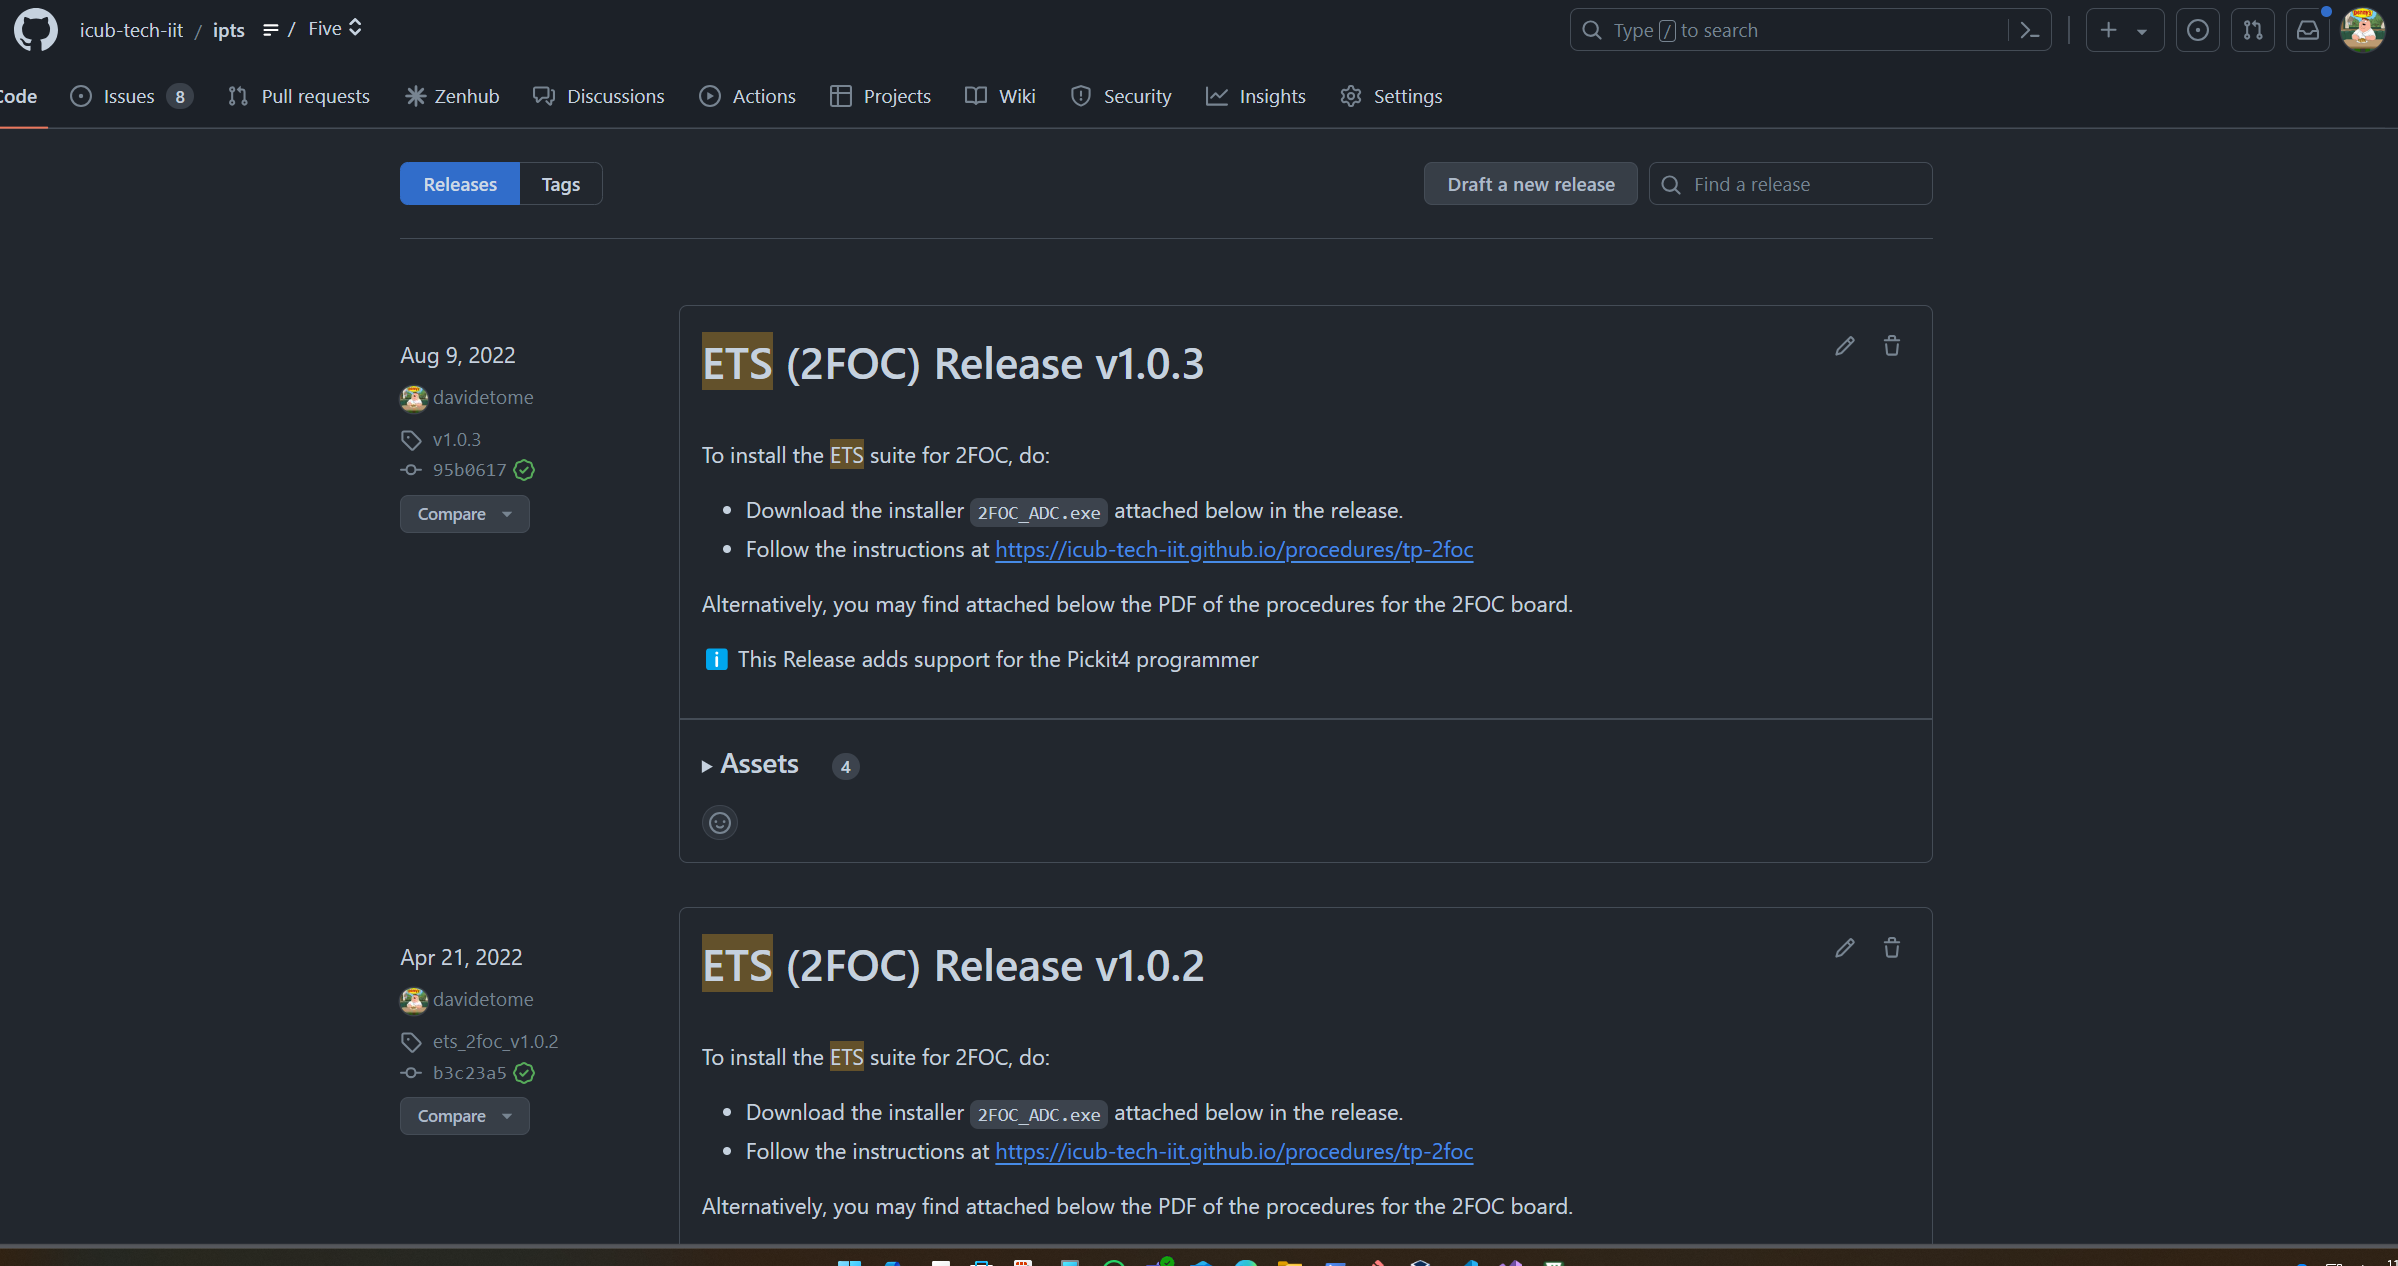 icub-tech-iit / ipts / Five
Type / to search
Code Issues 8 Pull requests Zenhub Discussions Actions Projects Wiki Security Insights Settings
Releases Tags Draft a new release Find a release
Aug 9, 2022
davidetome
v1.0.3
95b0617
Compare
ETS (2FOC) Release v1.0.3
To install the ETS suite for 2FOC, do:
• Download the installer 2FOC_ADC.exe attached below in the release.
• Follow the instructions at https://icub-tech-iit.github.io/procedures/tp-2foc
Alternatively, you may find attached below the PDF of the procedures for the 2FOC board.
ℹ️ This Release adds support for the Pickit4 programmer
Assets 4
Apr 21, 2022
davidetome
ets_2foc_v1.0.2
b3c23a5
Compare
ETS (2FOC) Release v1.0.2
To install the ETS suite for 2FOC, do:
• Download the installer 2FOC_ADC.exe attached below in the release.
• Follow the instructions at https://icub-tech-iit.github.io/procedures/tp-2foc
Alternatively, you may find attached below the PDF of the procedures for the 2FOC board.